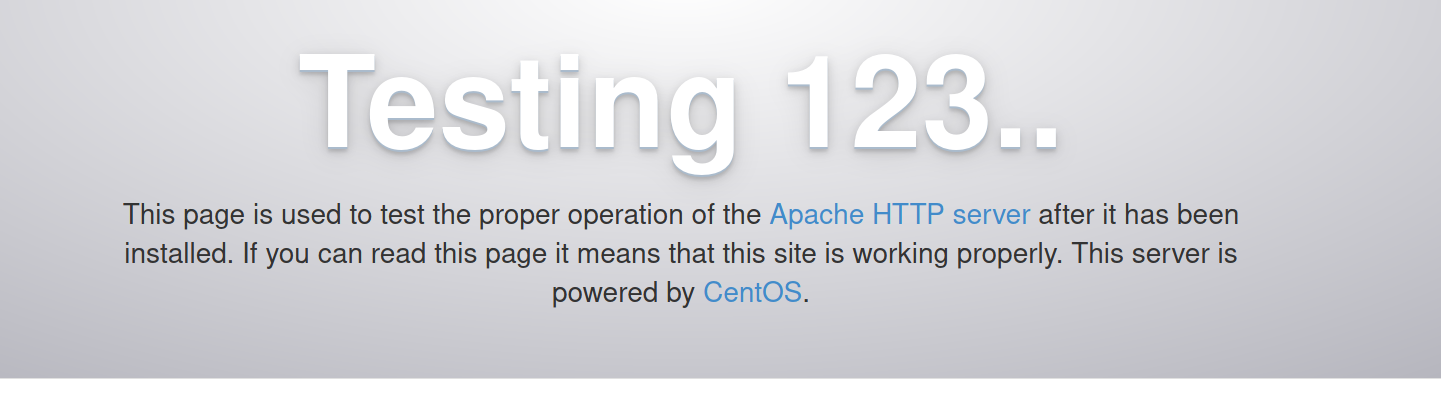 Testing 123..
This page is used to test the proper operation of the Apache HTTP server after it has been
installed. If you can read this page it means that this site is working properly. This server is
powered by CentOS.